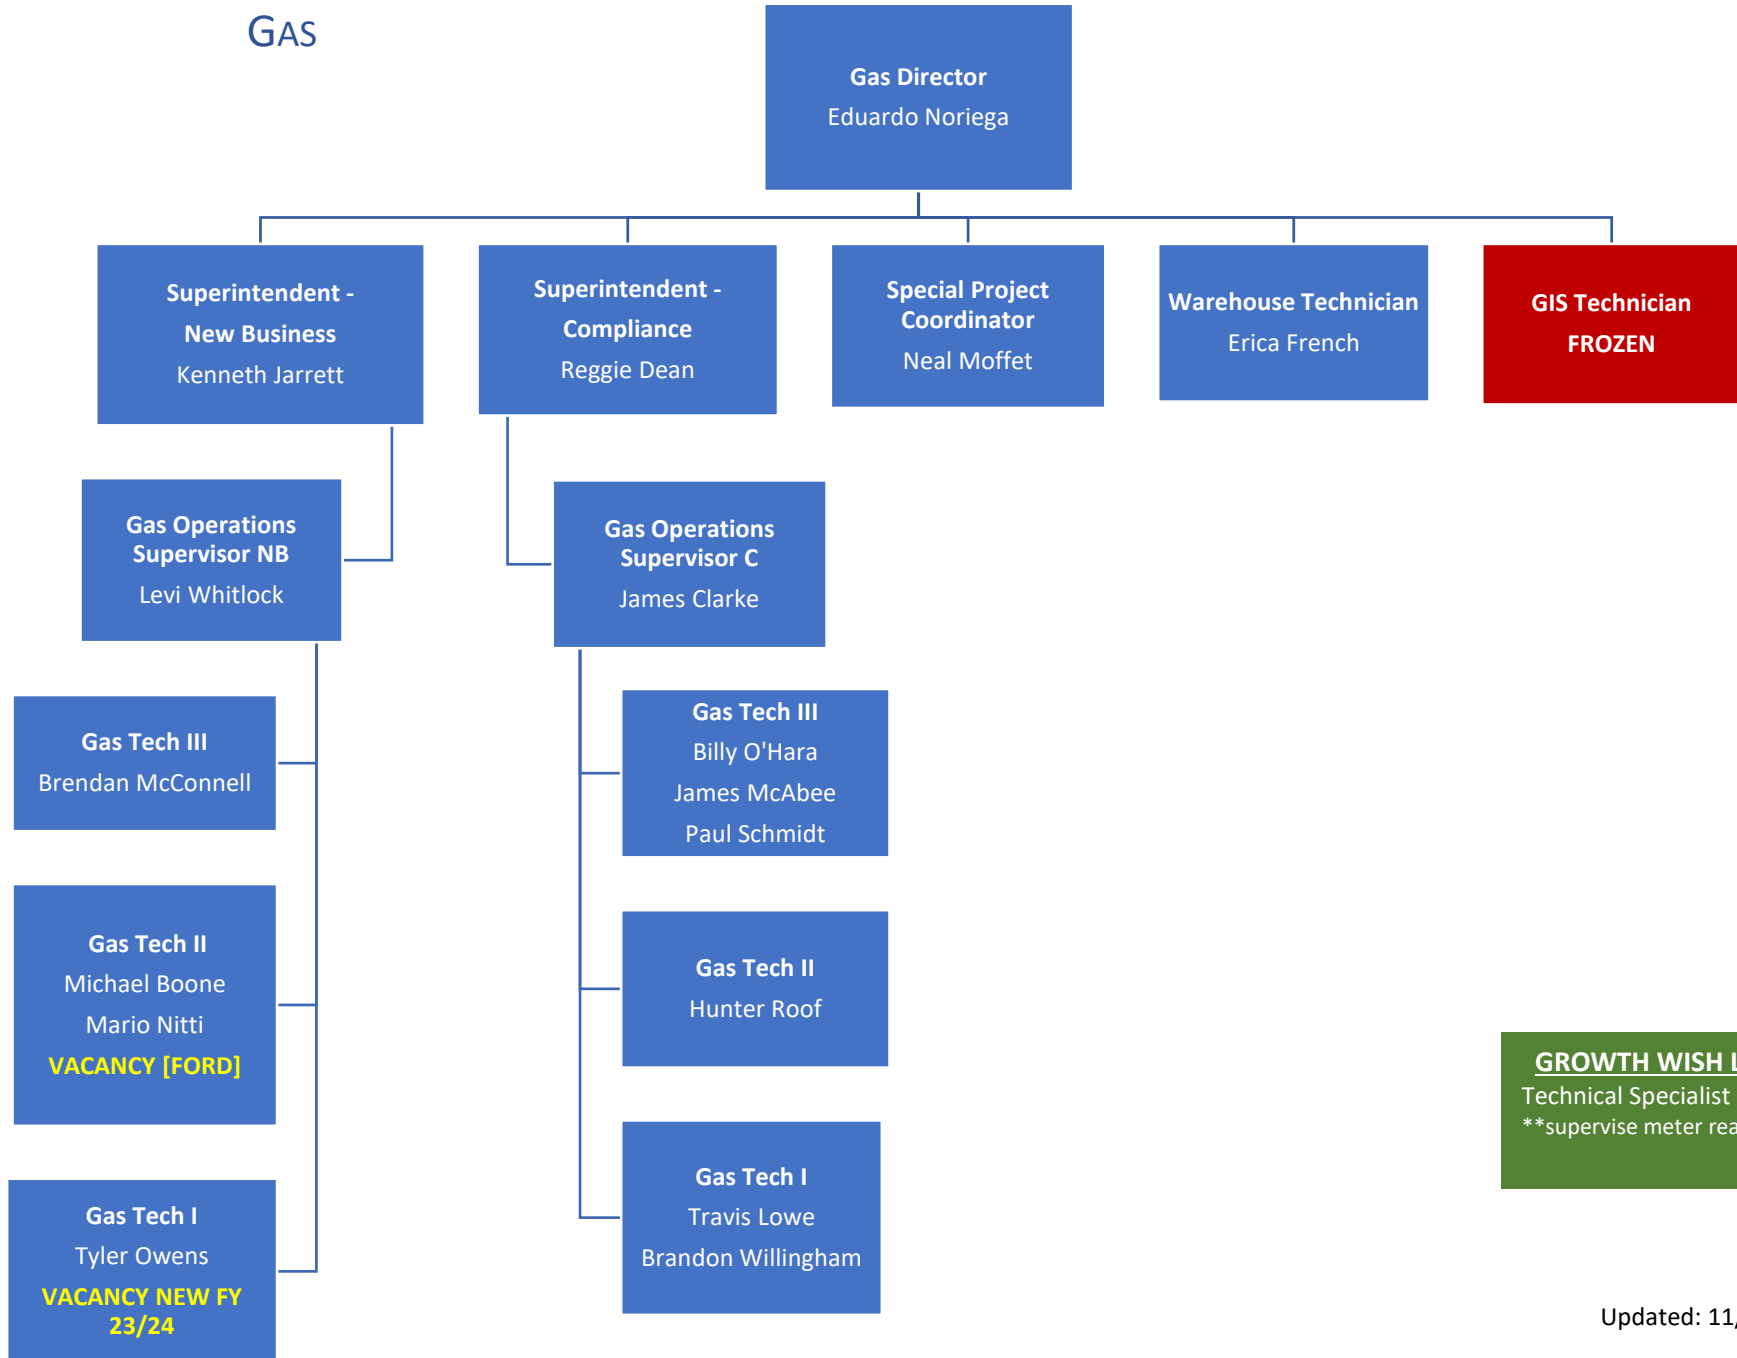 GAS
Gas Director
Eduardo Noriega
Superintendent -
New Business
Kenneth Jarrett
Superintendent -
Compliance
Reggie Dean
Special Project
Coordinator
Neal Moffet
Warehouse Technician
Erica French
GIS Technician
FROZEN
Gas Operations
Supervisor NB
Levi Whitlock
Gas Operations
Supervisor C
James Clarke
Gas Tech III
Brendan McConnell
Gas Tech II
Michael Boone
Mario Nitti
VACANCY [FORD]
Gas Tech I
Tyler Owens
VACANCY NEW FY
23/24
Gas Tech III
Billy O'Hara
James McAbee
Paul Schmidt
Gas Tech II
Hunter Roof
Gas Tech I
Travis Lowe
Brandon Willingham
GROWTH WISH
Technical Specialist
**supervise meter
Updated: 11/